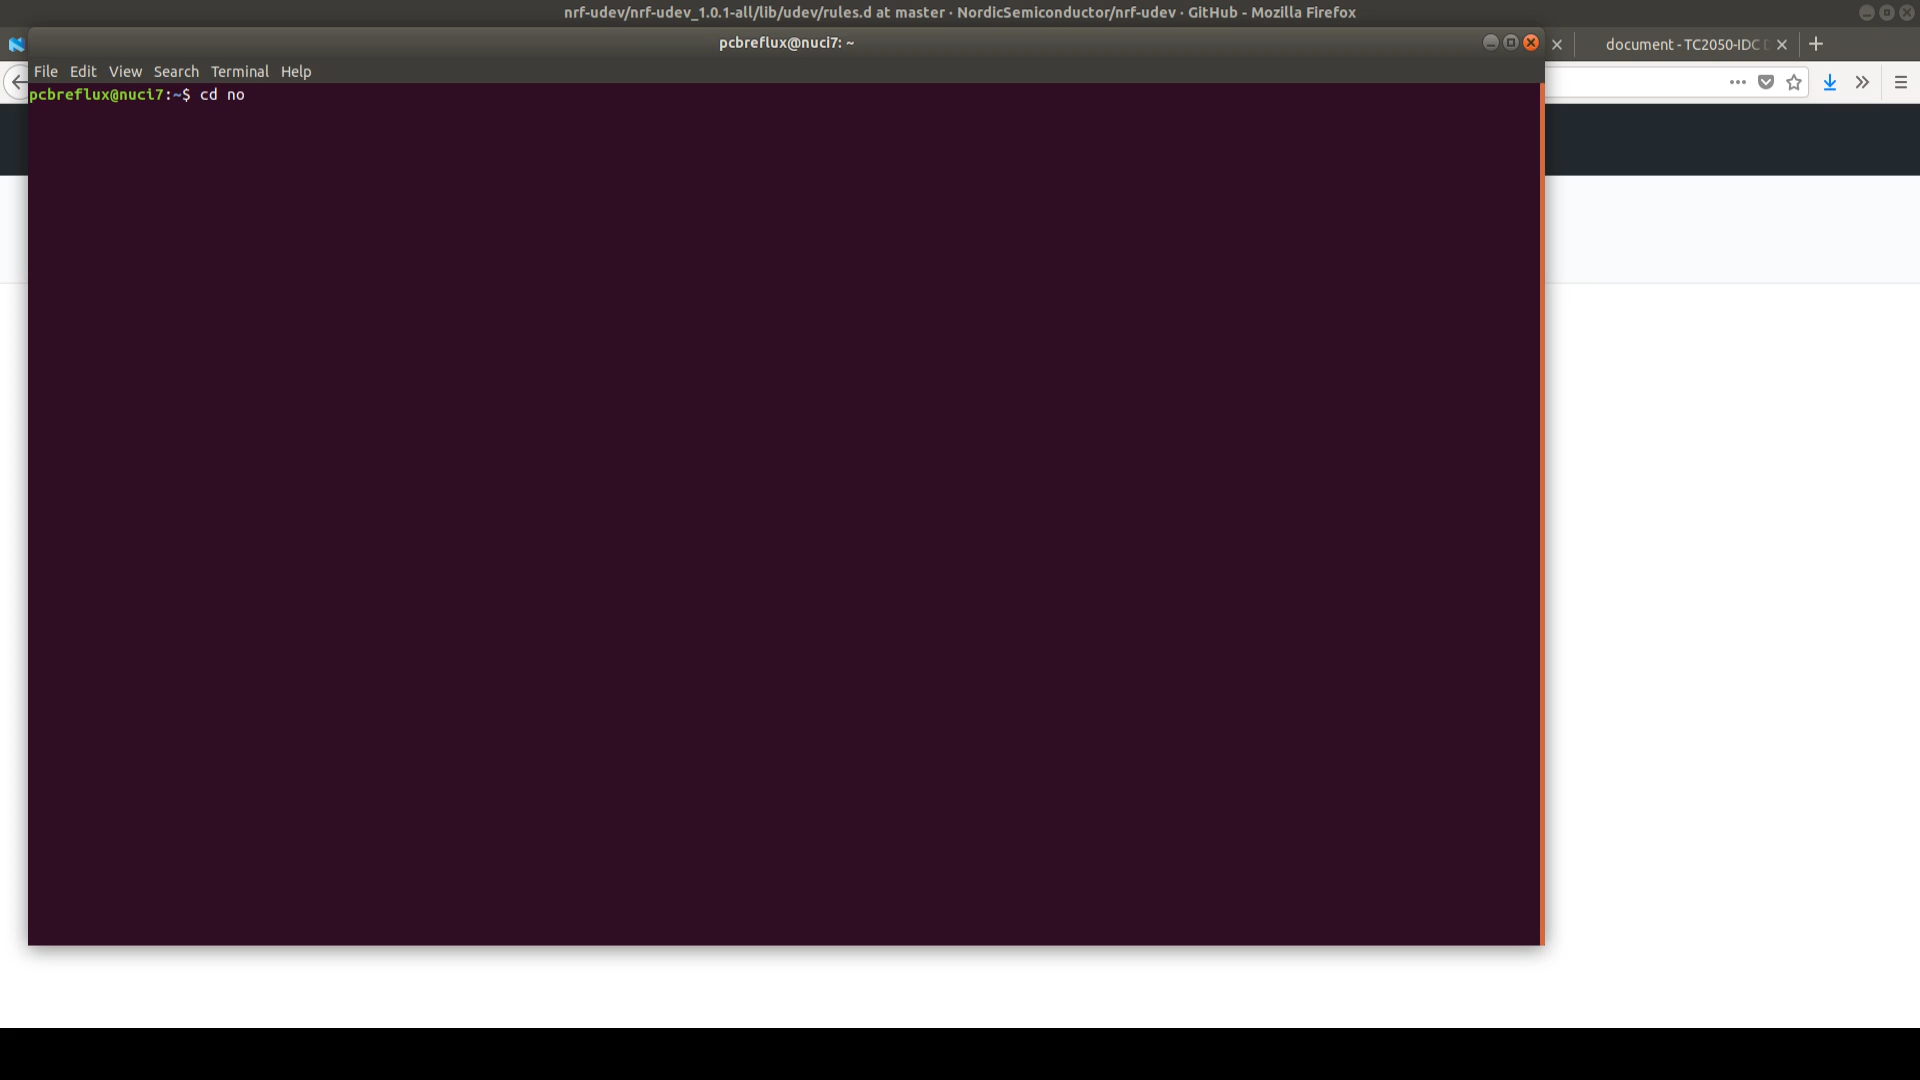 nrf-udev/nrf-udev_1.0.1-all/lib/udev/rules.d at master · NordicSemiconductor/nrf-udev · GitHub - Mozilla Firefox
pcbreflux@nuci7: ~
document - TC2050-IDC
File Edit View Search Terminal Help
pcbreflux@nuci7:~$ cd no